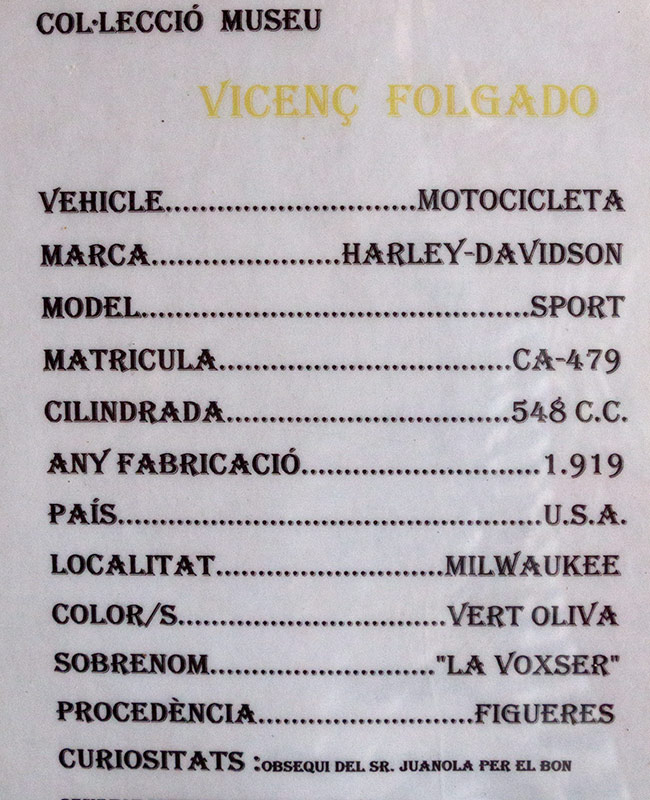 COL·LECCIÓ MUSEU
VICENÇ FOLGADO
VEHICLE..............................MOTOCICLETA
MARCA......................HARLEY-DAVIDSON
MODEL..............................................SPORT
MATRICULA...................................CA-479
CILINDRADA..................................548 C.C.
ANY FABRICACIÓ............................1.919
PAÍS..................................................U.S.A.
LOCALITAT...........................MILWAUKEE
COLOR/S................................VERT OLIVA
SOBRENOM..........................."LA VOXSER"
PROCEDÈNCIA.........................FIGUERES
CURIOSITATS :OBSEQUI DEL SR. JUANOLA PER EL BON